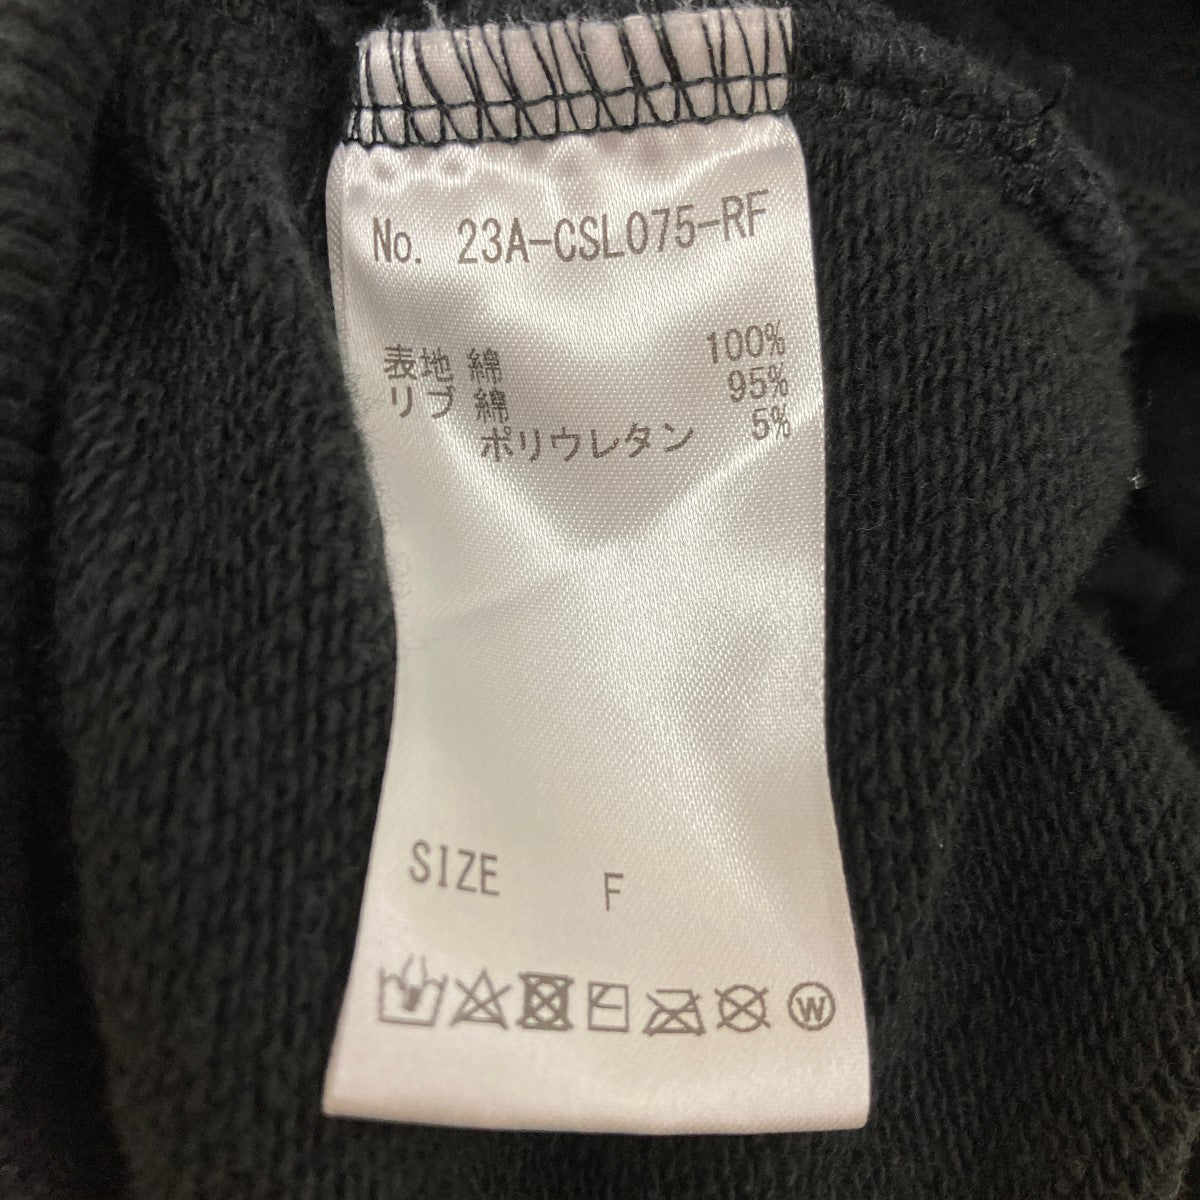 No. 23A-CSL075-RF
表地 綿 100%
リブ 綿 95%
ポリウレタン 5%
SIZE F
W